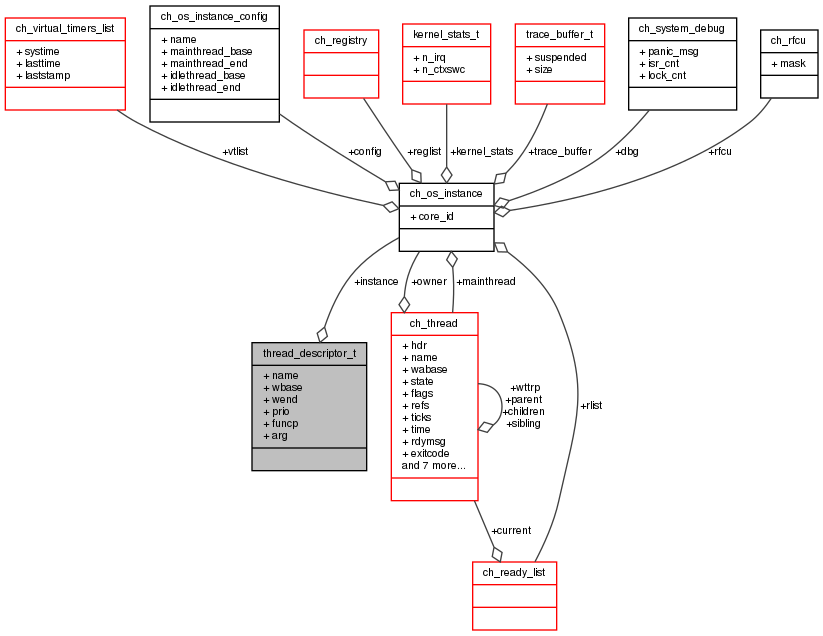 ch_virtual_timers_list
+ systime
+ lasttime
+ laststamp
ch_os_instance_config
+ name
+ mainthread_base
+ mainthread_end
+ idlethread_base
+ idlethread_end
ch_registry
kernel_stats_t
+ n_irq
+ n_ctxswc
trace_buffer_t
+ suspended
+ size
ch_system_debug
+ panic_msg
+ isr_cnt
+ lock_cnt
ch_rfcu
+ mask
+vtlist
+config
+reglist
+kernel_stats
+trace_buffer
+dbg
+rfcu
ch_os_instance
+ core_id
+instance
+owner
+mainthread
thread_descriptor_t
+ name
+ wbase
+ wend
+ prio
+ funcp
+ arg
ch_thread
+ hdr
+ name
+ wabase
+ state
+ flags
+ refs
+ ticks
+ time
+ rdymsg
+ exitcode
and 7 more...
+wttrp
+parent
+children
+sibling
+rlist
+current
ch_ready_list